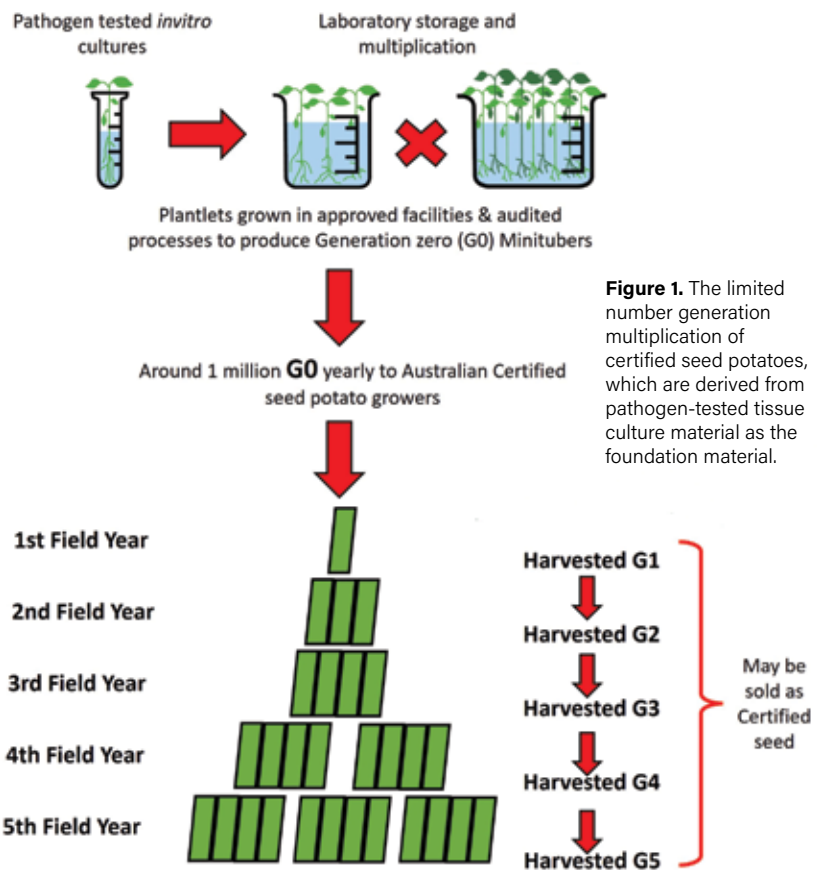 Pathogen tested invitro
cultures
Laboratory storage and
multiplication
Plantlets grown in approved facilities & audited
processes to produce Generation zero (G0) Minitubers
Figure 1. The limited
number generation
multiplication of
certified seed potatoes,
which are derived from
pathogen-tested tissue
culture material as the
foundation material.
Around 1 million G0 yearly to Australian Certified
seed potato growers
1st Field Year
2nd Field Year
3rd Field Year
4th Field Year
5th Field Year
Harvested G1
Harvested G2
Harvested G3
Harvested G4
Harvested G5
May be
sold as
Certified
seed